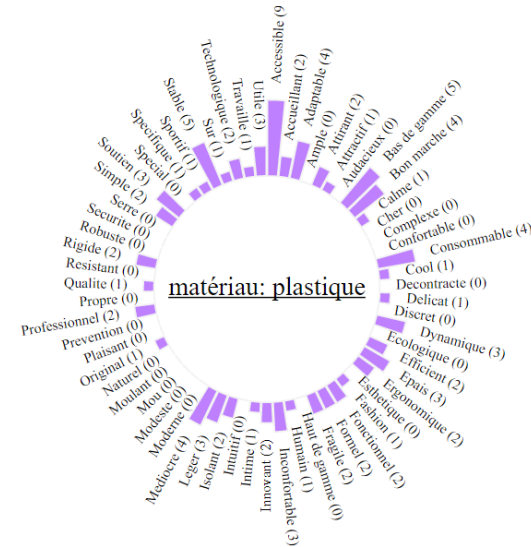 Accessible (9)
Accueillant (2)
Adaptable (4)
Ample (0)
Attirant (2)
Attractif (1)
Audacieux (0)
Bas de gamme (5)
Bon marche (4)
Calme (1)
Cher (0)
Complexe (0)
Confortable (0)
Consommable (4)
Cool (1)
Decontracte (0)
Delicat (1)
Discret (0)
Dynamique (3)
Ecologique (0)
Efficient (2)
Epais (3)
Ergonomique (2)
Esthetique (0)
Fashion (1)
Fonctionnel (2)
Formel (2)
Fragile (2)
Haut de gamme (0)
Humain (1)
Inconfortable (3)
Innovant (2)
Intime (1)
Intuitif (0)
Isolant (2)
Leger (3)
Mediocre (4)
Moderne (0)
Modeste (0)
Mou (0)
Moulant (0)
Naturel (0)
Original (1)
Plaisant (0)
Prevention (0)
Professionnel (2)
Propre (0)
Qualite (1)
Resistant (0)
Rigide (2)
Robuste (0)
Securite (0)
Serre (0)
Simple (2)
Soutien (3)
Special (0)
Specifique (1)
Sportif (1)
Stable (5)
Sur (1)
Technologique (2)
Travaille (1)
Utile (3)
matériau: plastique